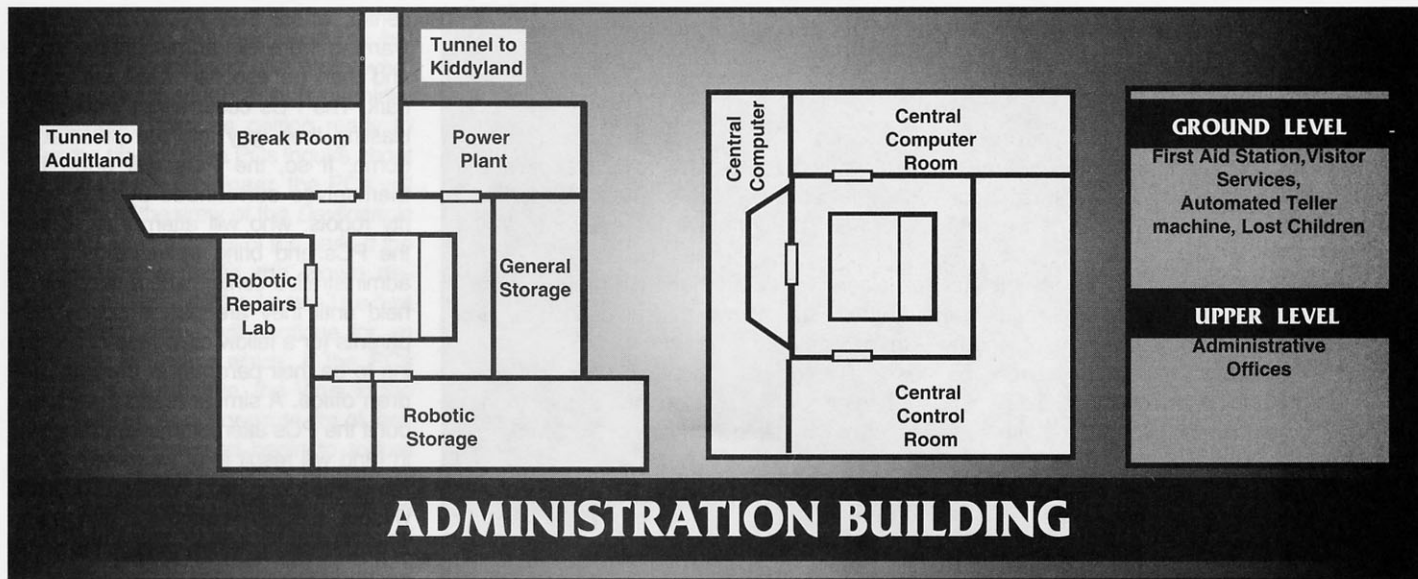 Tunnel to
Kiddyland
Tunnel to
Adultland
Break Room
Power
Plant
Robotic
Repairs
Lab
General
Storage
Robotic
Storage
Central
Computer
Central
Computer
Room
Central
Control
Room
GROUND LEVEL
First Aid Station,Visitor
Services,
Automated Teller
machine, Lost Children
UPPER LEVEL
Administrative
Offices
ADMINISTRATION BUILDING